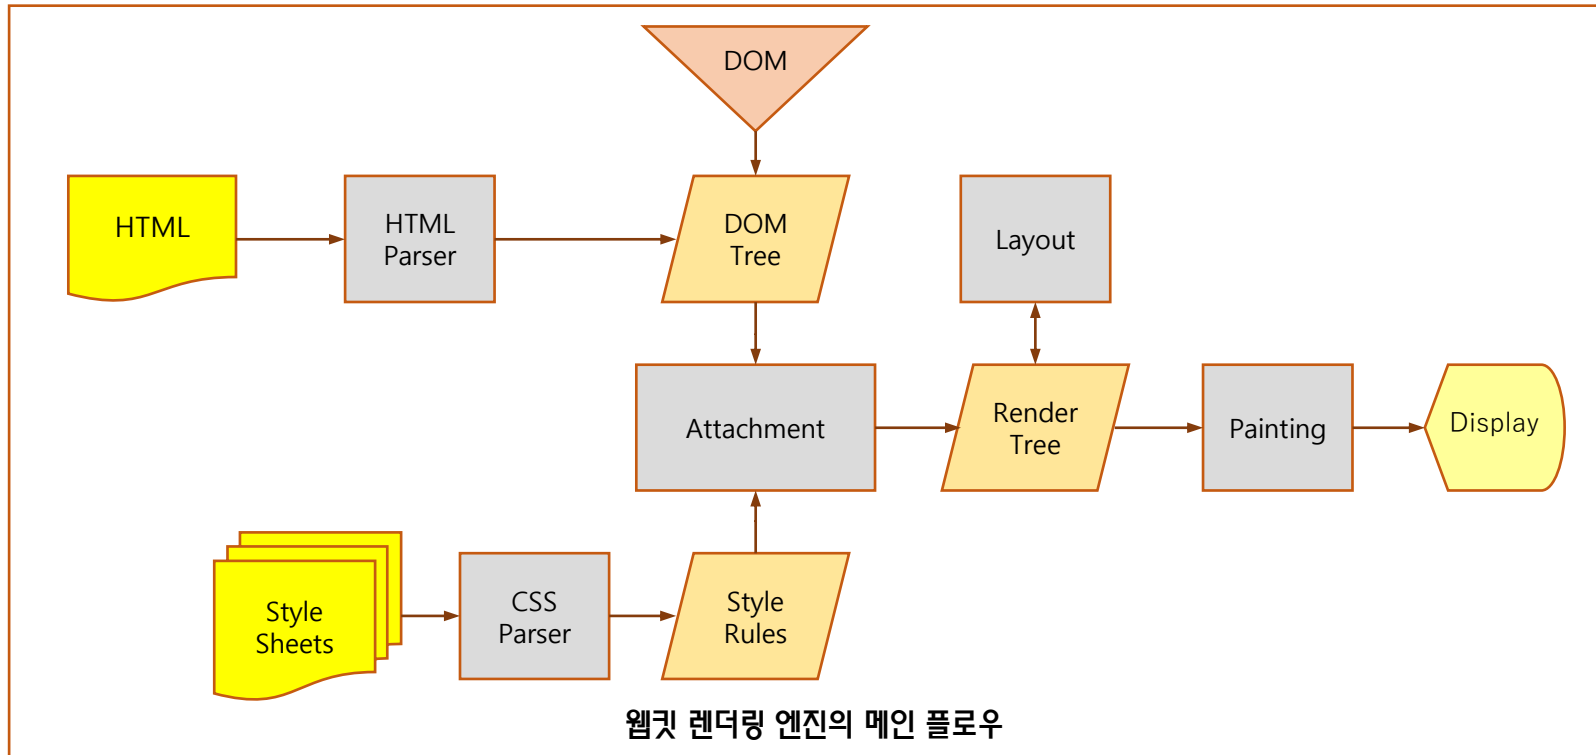 DOM
HTML
HTML
Parser
DOM
Tree
Layout
Attachment
Render
Tree
Painting
Display
Style
Sheets
CSS
Parser
Style
Rules
웹킷 렌더링 엔진의 메인 플로우